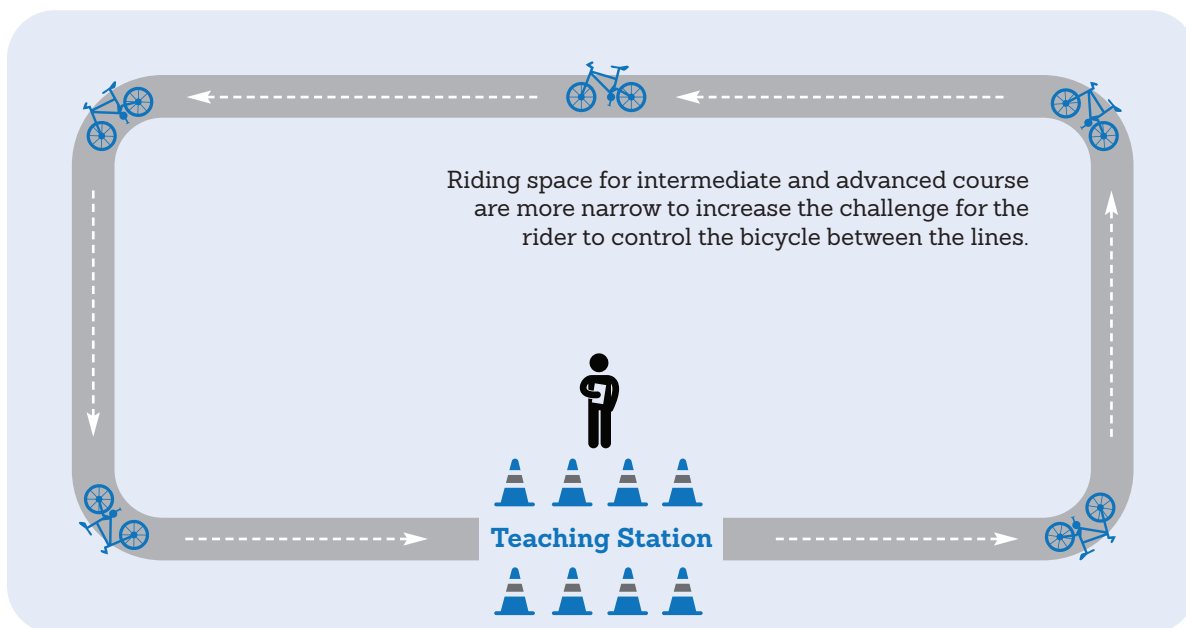 Riding space for intermediate and advanced course
are more narrow to increase the challenge for the
rider to control the bicycle between the lines.
Teaching Station